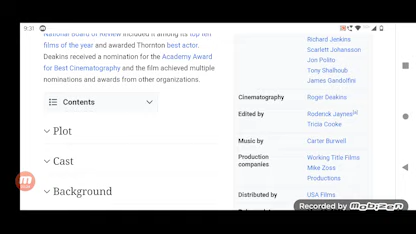 9:31
National Board of Review included it among its top ten
films of the year and awarded Thornton best actor.
Deakins received a nomination for the Academy Award
for Best Cinematography and the film achieved multiple
nominations and awards from other organizations.
Contents
Plot
Cast
Background
Richard Jenkins
Scarlett Johansson
Jon Polito
Tony Shalhoub
James Gandolfini
Cinematography Roger Deakins
Edited by Roderick Jaynes[a]
Tricia Cooke
Music by Carter Burwell
Production Working Title Films
companies Mike Zoss
Productions
Distributed by USA Films
Recorded by mobizen